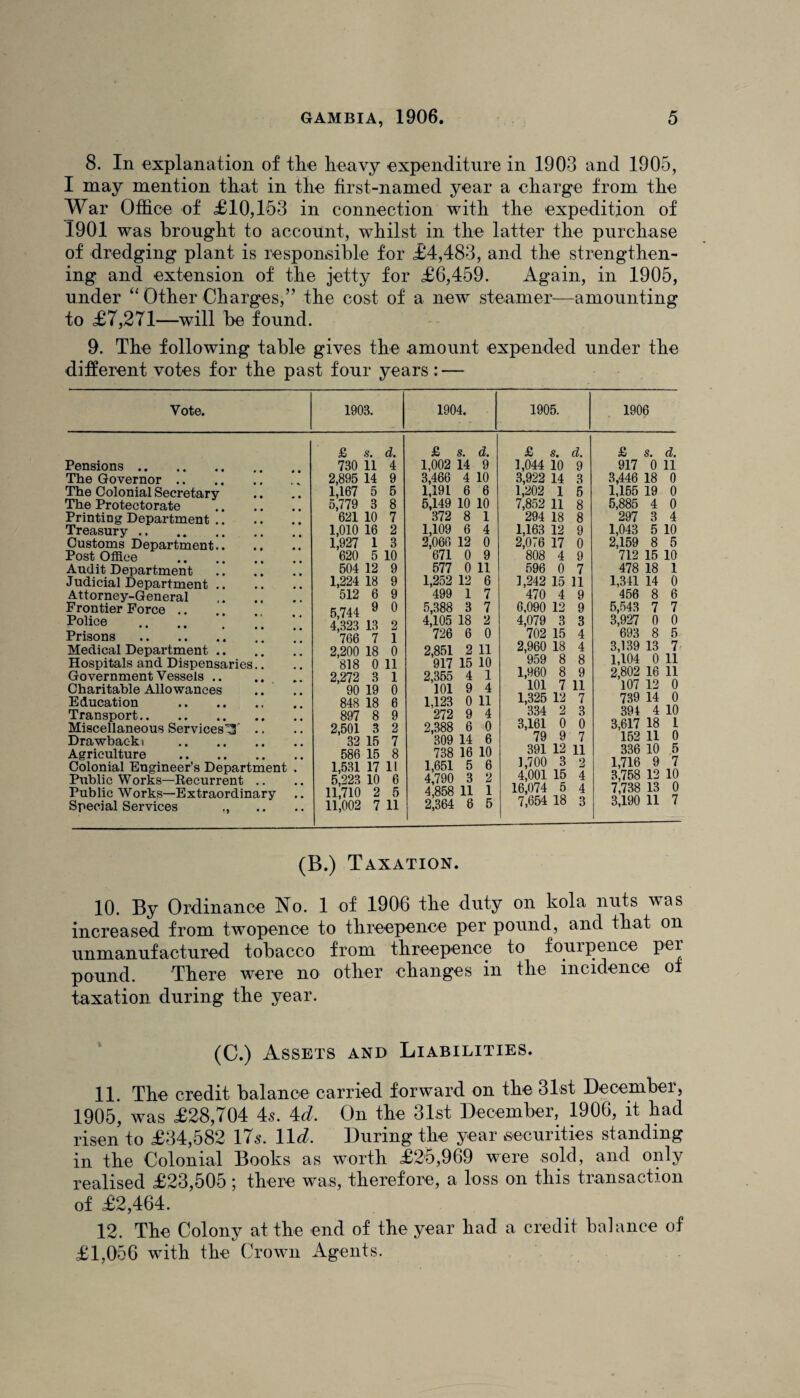 GAMBIA, 1906. 5
8. In explanation of the heavy expenditure in 1903 and 1905,
I may mention that in the first-named year a charge from the
War Office of £10,153 in connection with the expedition of
1901 was brought to account, whilst in the latter the purchase
of dredging plant is responsible for £4,483, and the strengthen-
ing and extension of the jetty for £6,459. Again, in 1905,
under “Other Charges,” the cost of a new steamer—amounting
to £7,271—will be found.
9. The following table gives the amount expended under the
different votes for the past four years:—
Vote. 1903. 1904. 1905. 1906
£ s. d. £ s. d. £ s. d. £ s. d.
Pensions .. .. .. .. .. 730 11 4 1,002 14 9 1,044 10 9 917 0 11
The Governor .. .. .. .. 2,895 14 9 3,466 4 10 3,922 14 3 3,446 18 0
The Colonial Secretary .. .. 1,167 5 5 1,191 6 6 1,202 1 5 1,155 19 0
The Protectorate .. .. .. 5,779 3 8 5,149 10 10 7,852 11 8 5,885 4 0
Printing Department .. .. .. 621 10 7 372 8 1 294 18 8 297 3 4
Treasury .. .. .. .. .. 1,010 16 2 1,109 6 4 1,163 12 9 1,043 5 10
Customs Department.. .. .. 1,927 1 3 2,066 12 0 2,076 17 0 2,159 8 5
Post Office .. .. .. .. 620 5 10 671 0 9 808 4 9 712 15 10
Audit Department .. .. .. 504 12 9 577 0 11 596 0 7 478 18 1
Judicial Department .. .. .. 1,224 18 9 1,252 12 6 1,242 15 11 1,341 14 0
Attorney-General .. .. .. 512 6 9 499 1 7 470 4 9 456 8 6
Frontier Force .. .. .. .. 5,744 9 0 5,388 3 7 6,090 12 9 5,543 7 7
Police .. .. .. .. .. 4,323 13 2 4,105 18 2 4,079 3 3 3,927 0 0
Prisons .. .. .. .. .. 766 7 1 726 6 0 702 15 4 693 8 5
Medical Department .. .. .. 2,200 18 0 2,851 2 11 2,960 18 4 3,139 13 7
Hospitals and Dispensaries.. .. 818 0 11 917 15 10 959 8 8 1,104 0 11
Government Vessels .. .. .. 2,272 3 1 2,355 4 1 1,960 8 9 2,802 16 11
Charitable Allowances .. .. 90 19 0 101 9 4 101 7 11 107 12 0
Education .. .. .. .. 848 18 6 1,123 0 11 1,325 12 7 739 14 0
Transport.. .. .. .. .. 897 8 9 272 9 4 334 2 3 394 4 10
Miscellaneous Services .. .. 2,501 3 2 2,388 6 0 3,161 0 0 3,617 18 1
Drawbacks .. .. .. .. 32 15 7 309 14 6 79 9 7 152 11 0
Agriculture .. .. .. .. 586 15 8 738 16 10 391 12 11 336 10 5
Colonial Engineer's Department . 1,531 17 11 1,651 5 6 1,700 3 2 1,716 9 7
Public Works—Recurrent .. .. 5,223 10 6 4,790 3 2 4,001 15 4 3,758 12 10
Public Works—Extraordinary .. 11,710 2 5 4,858 11 1 16,074 5 4 7,738 13 0
Special Services ., .. .. 11,002 7 11 2,364 6 5 7,654 18 3 3,190 11 7
(B.) TAXATION.
10. By Ordinance No. 1 of 1906 the duty on kola nuts was
increased from twopence to threepence per pound, and that on
unmanufactured tobacco from threepence to fourpence per
pound. There were no other changes in the incidence of
taxation during the year.
(C.) ASSETS AND LIABILITIES.
11. The credit balance carried forward on the 31st December,
1905, was £28,704 4s. 4d. On the 31st December, 1906, it had
risen to £34,582 17s. 11d. During the year securities standing
in the Colonial Books as worth £25,969 were sold, and only
realised £23,505; there was, therefore, a loss on this transaction
of £2,464.
12. The Colony at the end of the year had a credit balance of
£1,056 with the Crown Agents.